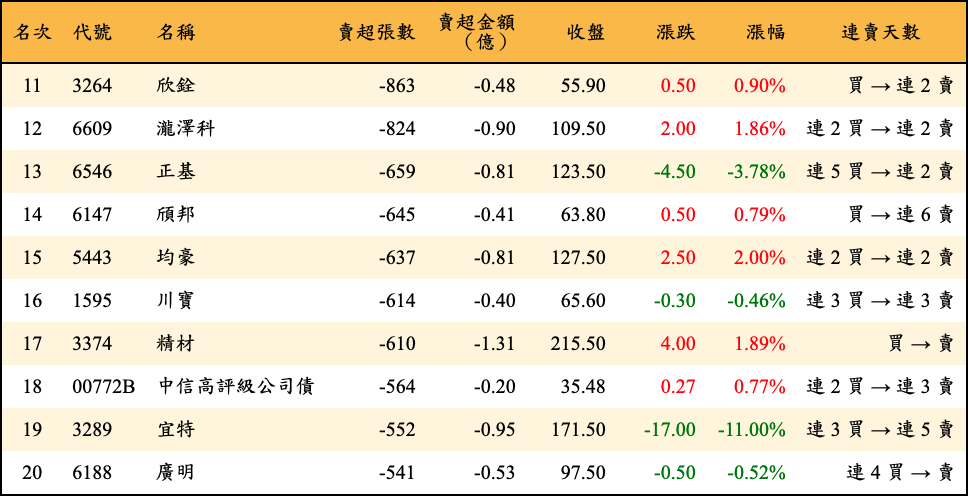 名次 代號 名稱 賣超張數 賣超金額（億） 收盤 漲跌 漲幅 連賣天數
11 3264 欣銓 -863 -0.48 55.90 0.50 0.90% 買 → 連 2 賣
12 6609 瀧澤科 -824 -0.90 109.50 2.00 1.86% 連 2 買 → 連 2 賣
13 6546 正基 -659 -0.81 123.50 -4.50 -3.78% 連 5 買 → 連 2 賣
14 6147 頎邦 -645 -0.41 63.80 0.50 0.79% 買 → 連 6 賣
15 5443 均豪 -637 -0.81 127.50 2.50 2.00% 連 2 買 → 連 2 賣
16 1595 川寶 -614 -0.40 65.60 -0.30 -0.46% 連 3 買 → 連 3 賣
17 3374 精材 -610 -1.31 215.50 4.00 1.89% 買 → 賣
18 00772B 中信高評級公司債 -564 -0.20 35.48 0.27 0.77% 連 2 買 → 連 3 賣
19 3289 宜特 -552 -0.95 171.50 -17.00 -11.00% 連 3 買 → 連 5 賣
20 6188 廣明 -541 -0.53 97.50 -0.50 -0.52% 連 4 買 → 賣